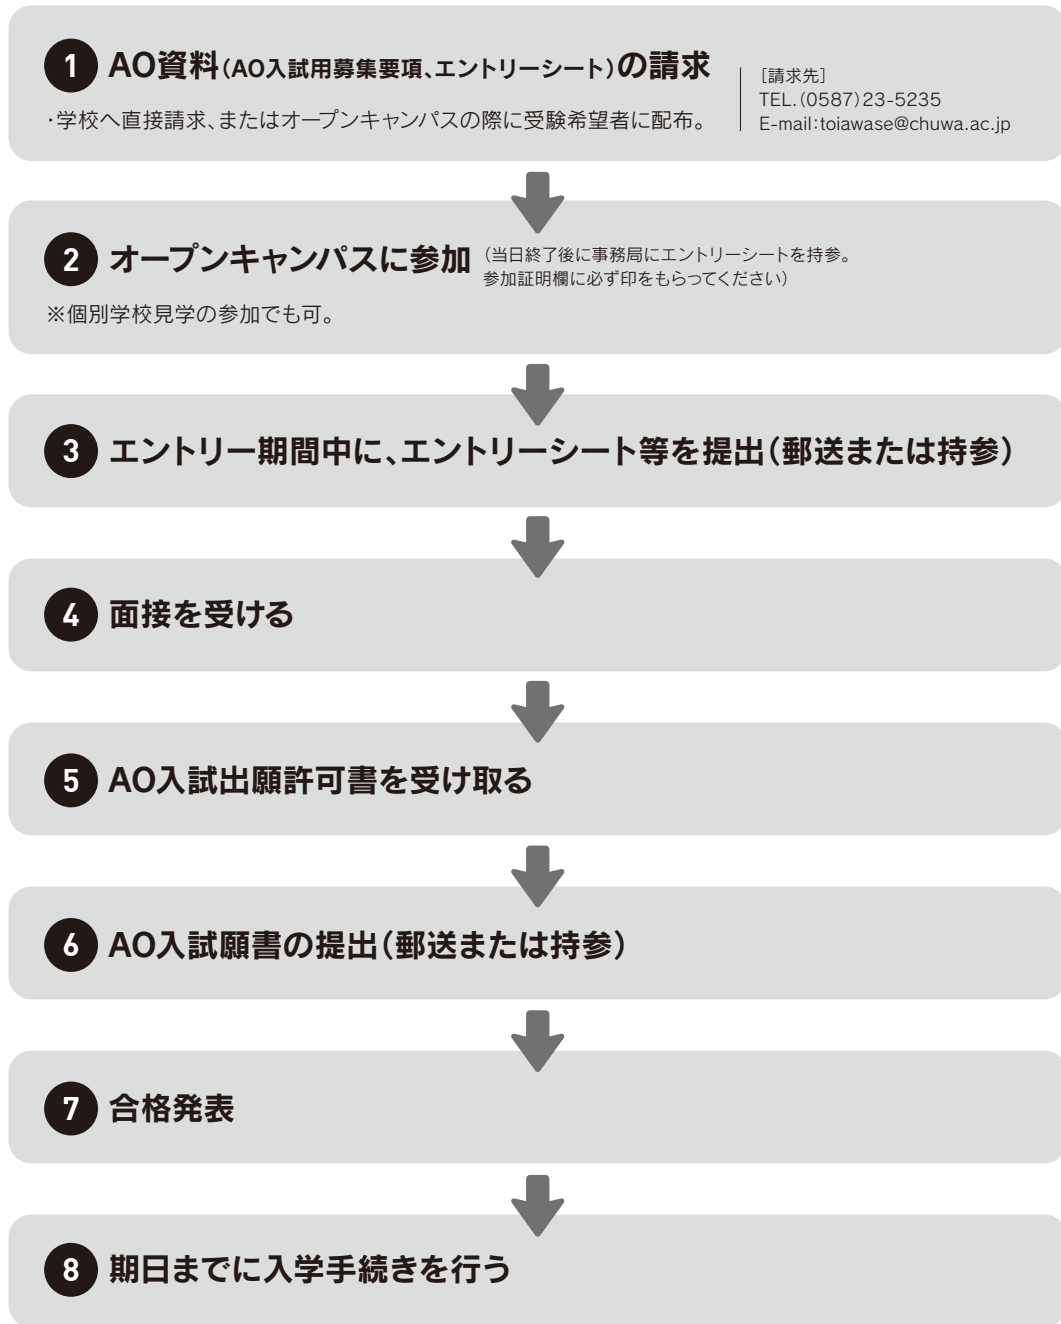 1 AO資料(AO入試用募集要項、エントリーシート)の請求
・学校へ直接請求、またはオープンキャンパスの際に受験希望者に配布。
[請求先]
TEL.(0587)23-5235
E-mail:toiawase@chuwa.ac.jp
2 オープンキャンパスに参加
(当日終了後に事務局にエントリーシートを持参。
参加証明欄に必ず印をもらってください)
※個別学校見学の参加でも可。
3 エントリー期間中に、エントリーシート等を提出(郵送または持参)
4 面接を受ける
5 AO入試出願許可書を受け取る
6 AO入試願書の提出(郵送または持参)
7 合格発表
8 期日までに入学手続きを行う